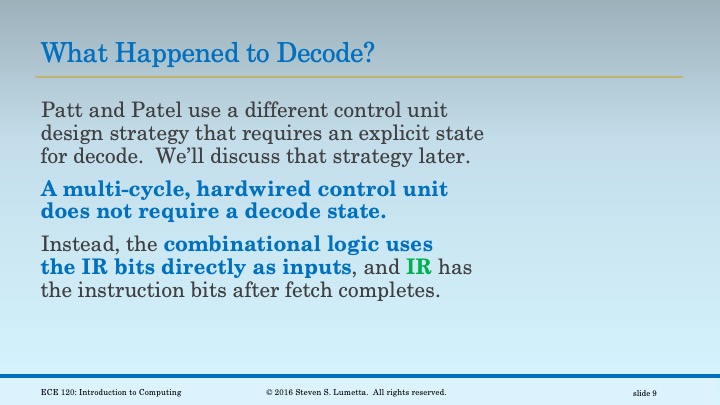 What Happened to Decode?
Patt and Patel use a different control unit
design strategy that requires an explicit state
for decode.  We'll discuss that strategy later.
A multi-cycle, hardwired control unit
does not require a decode state.
Instead, the combinational logic uses
the IR bits directly as inputs, and IR has
the instruction bits after fetch completes.
ECE 120: Introduction to Computing
© 2016 Steven S. Lumetta.  All rights reserved.
slide 9